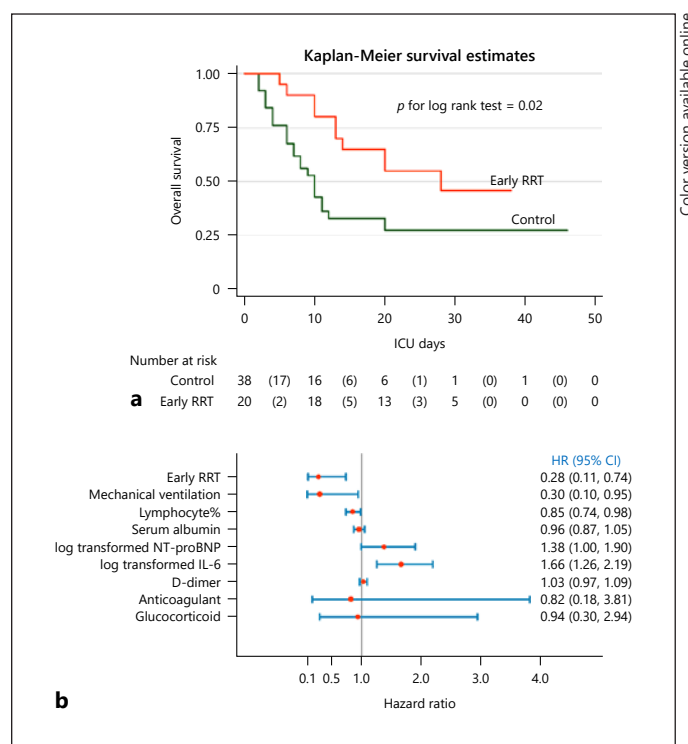 Color version available online
Kaplan-Meier survival estimates
p for log rank test = 0.02
Overall survival
1.00
0.75
0.50
0.25
0
Early RRT
Control
0 10 20 30 40 50
ICU days
Number at risk
Control 38 (17) 16 (6) 6 (1) 1 (0) 1 (0) 0
a Early RRT 20 (2) 18 (5) 13 (3) 5 (0) 0 (0) 0
HR (95% CI)
Early RRT 0.28 (0.11, 0.74)
Mechanical ventilation 0.30 (0.10, 0.95)
Lymphocyte% 0.85 (0.74, 0.98)
Serum albumin 0.96 (0.87, 1.05)
log transformed NT-proBNP 1.38 (1.00, 1.90)
log transformed IL-6 1.66 (1.26, 2.19)
D-dimer 1.03 (0.97, 1.09)
Anticoagulant 0.82 (0.18, 3.81)
Glucocorticoid 0.94 (0.30, 2.94)
0.1 0.5 1.0 2.0 3.0 4.0
b
Hazard ratio